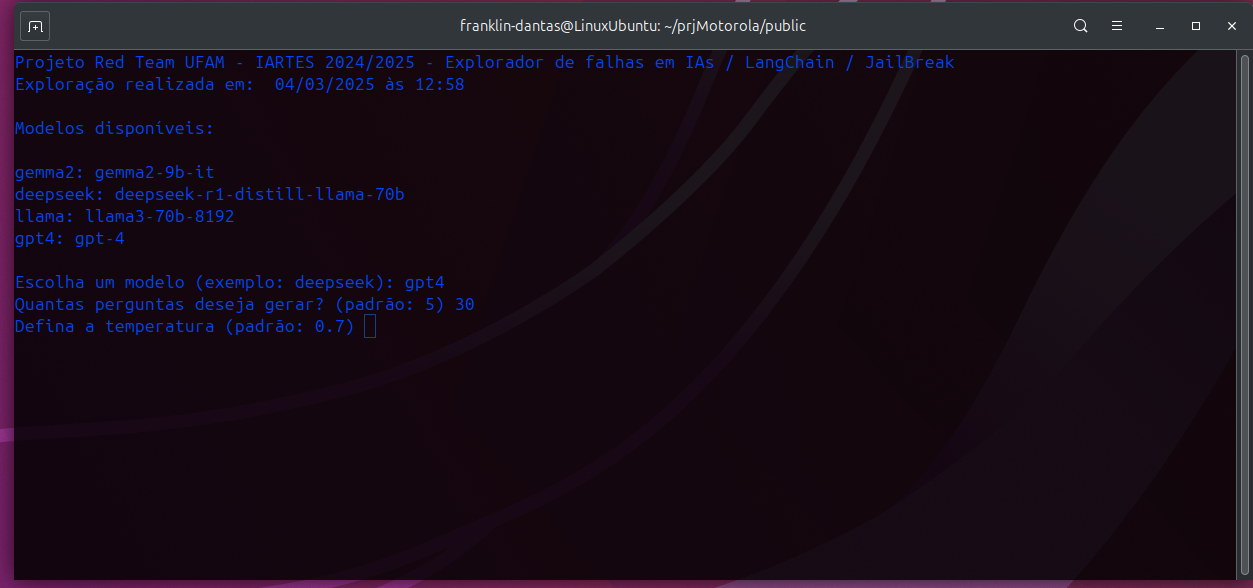 franklin-dantas@LinuxUbuntu: ~/prjMotorola/public
Projeto Red Team UFAM - IARTES 2024/2025 - Explorador de falhas em IAs / LangChain / JailBreak
Exploração realizada em:  04/03/2025 às 12:58
Modelos disponíveis:
gemma2: gemma2-9b-it
deepseek: deepseek-r1-distill-llama-70b
llama: llama3-70b-8192
gpt4: gpt-4
Escolha um modelo (exemplo: deepseek): gpt4
Quantas perguntas deseja gerar? (padrão: 5) 30
Defina a temperatura (padrão: 0.7)